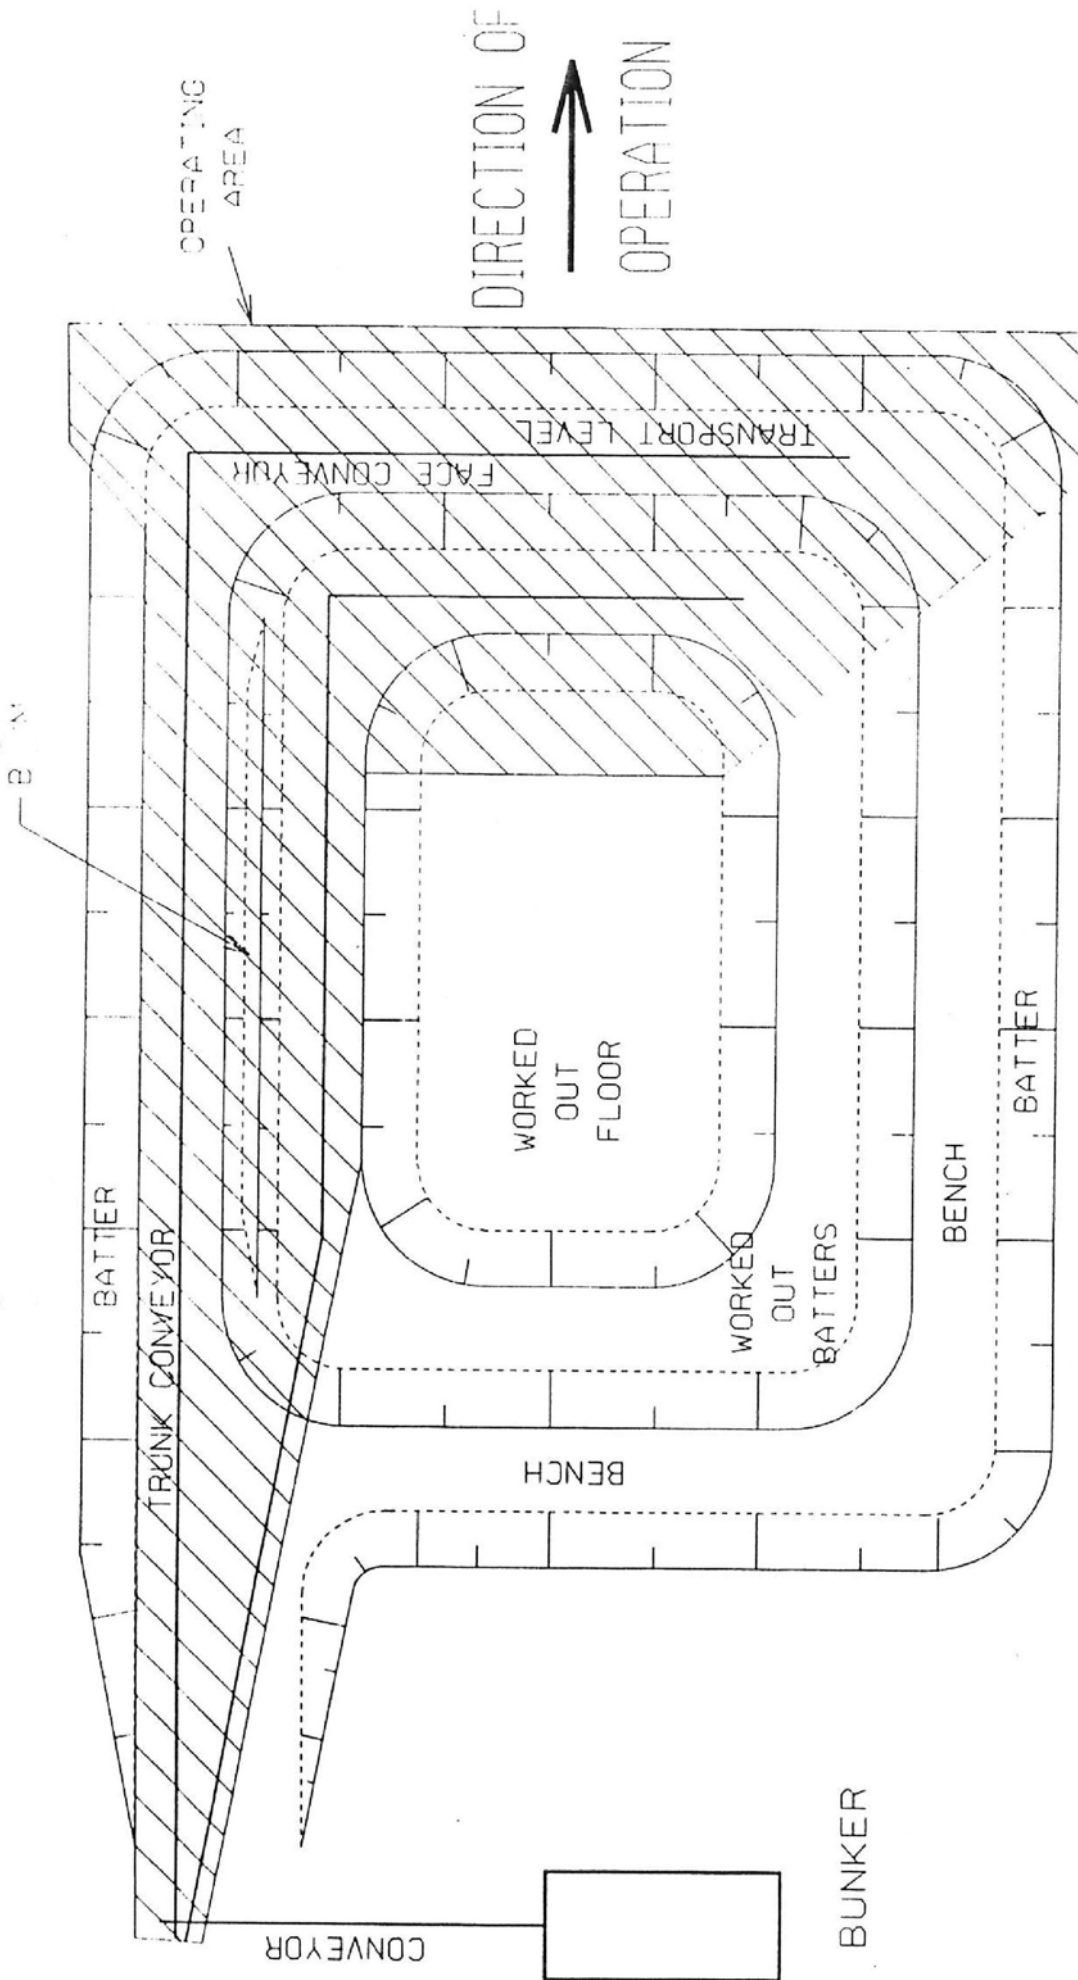 DIRECTION OF
OPERATION
OPERATING
AREA
TRANSPORT LEVEL
FACE CONVEYOR
BATTER
TRUNK CONVEYOR
WORKED
OUT
FLOOR
WORKED
OUT
BATTERS
BENCH
BENCH
BATTER
CONVEYOR
BUNKER